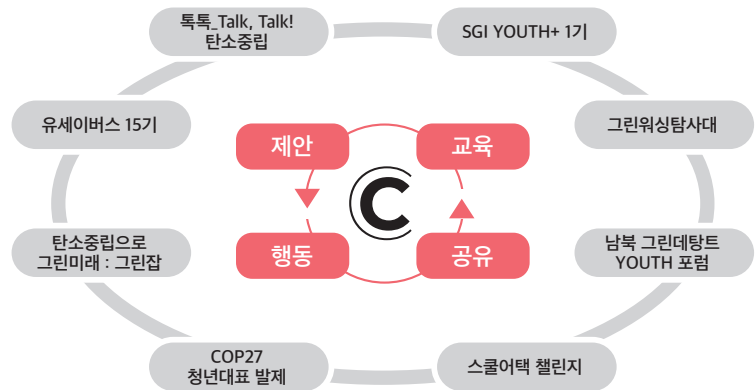 톡톡_Talk, Talk!
탄소중립
SGI YOUTH+ 1기
유세이버스 15기
그린워싱탐사대
제안
교육
C
행동
공유
탄소중립으로
그린미래 : 그린잡
남북 그린데탕트
YOUTH 포럼
COP27
청년대표 발제
스쿨어택 챌린지